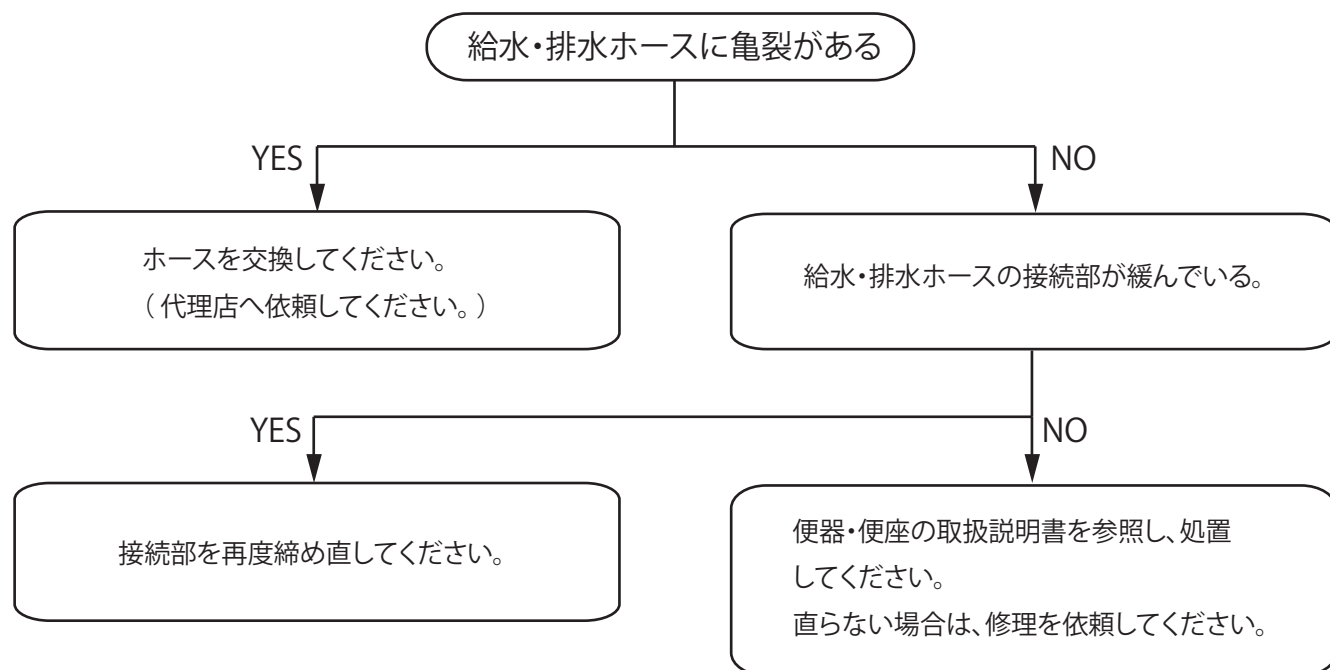 給水・排水ホースに亀裂がある
YES
NO
ホースを交換してください。
（代理店へ依頼してください。）
給水・排水ホースの接続部が緩んでいる。
YES
NO
接続部を再度締め直してください。
便器・便座の取扱説明書を参照し、処置
してください。
直らない場合は、修理を依頼してください。